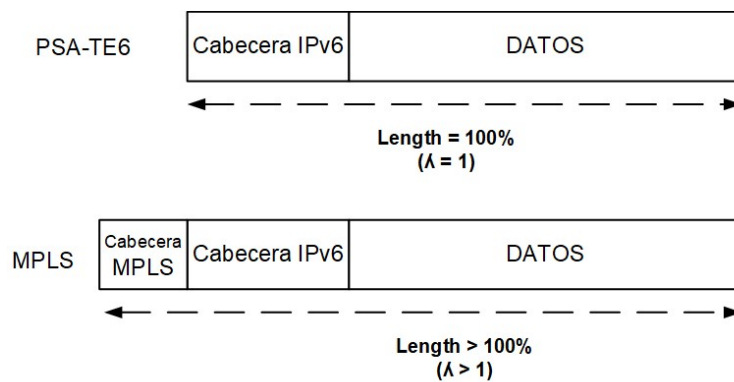 PSA-TE6
Cabecera IPv6
DATOS
Length = 100%
(ʎ = 1)
MPLS
Cabecera
MPLS
Cabecera IPv6
DATOS
Length > 100%
(ʎ > 1)